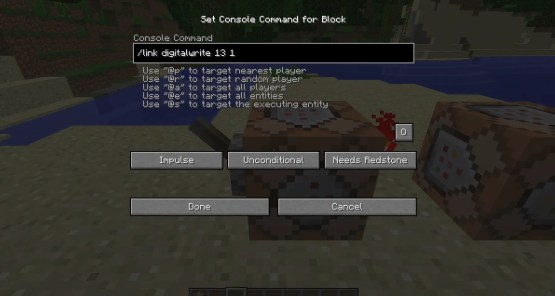 Set Console Command for Block
Console Command
/link digitalwrite 13 1
Use "@p" to target nearest player
Use "@r" to target random player
Use "@a" to target all players
Use "@e" to target all entities
Use "@s" to target the executing entity
O
Impulse
Unconditional
Needs Redstone
Done
Cancel